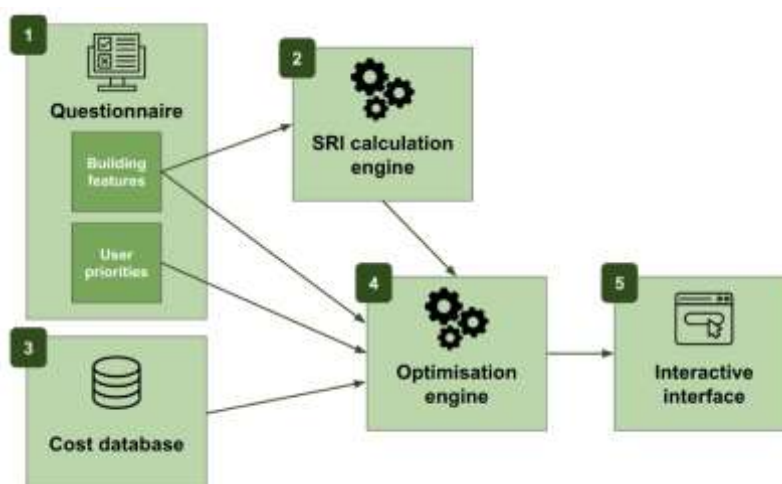 1
Questionnaire
Building
features
User
priorities
2
SRI calculation
engine
3
Cost database
4
Optimisation
engine
5
Interactive
interface